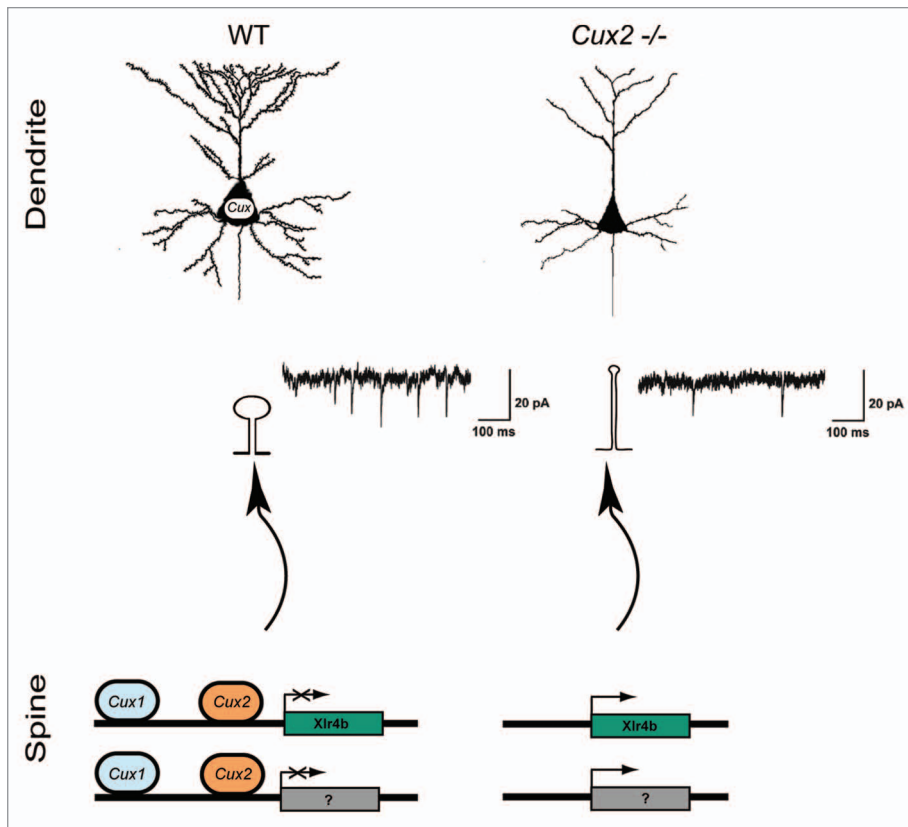 WT
Cux2 -/-
Dendrite
Cux
20 pA
100 ms
20 pA
100 ms
Spine
Cux1
Cux2
Xlr4b
Xlr4b
Cux1
Cux2
?
?